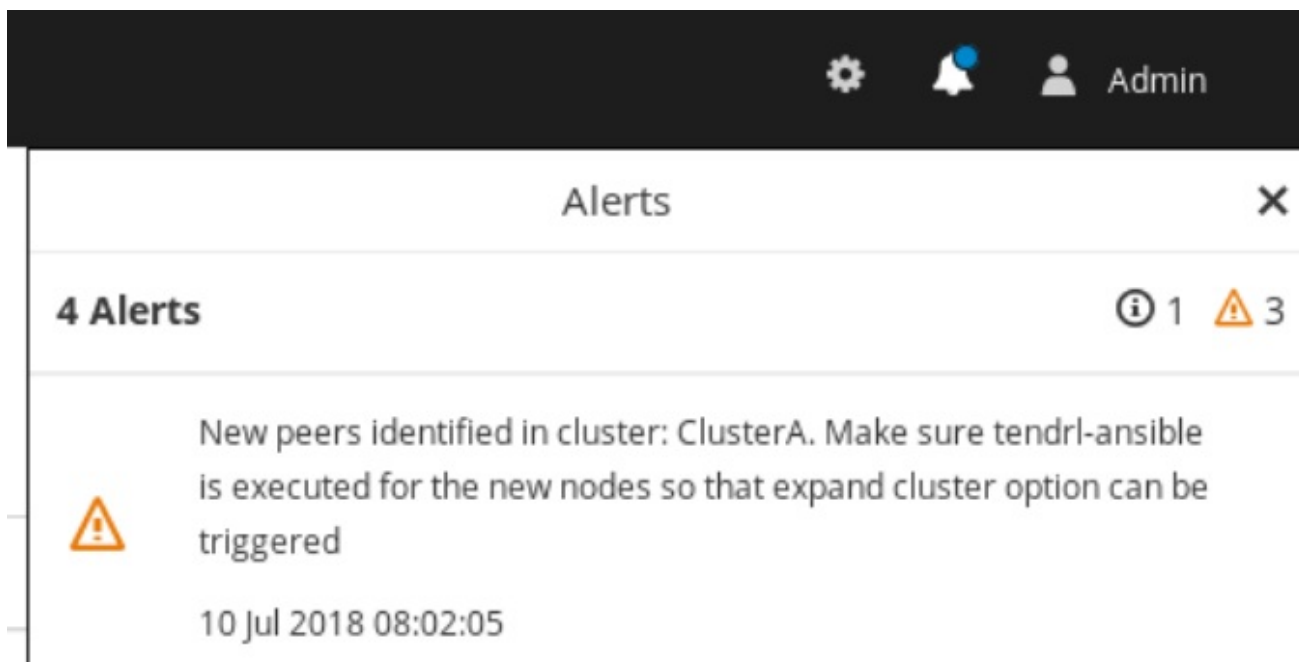 Admin
Alerts
4 Alerts 1 3
New peers identified in cluster: ClusterA. Make sure tendrl-ansible
is executed for the new nodes so that expand cluster option can be
triggered
10 Jul 2018 08:02:05